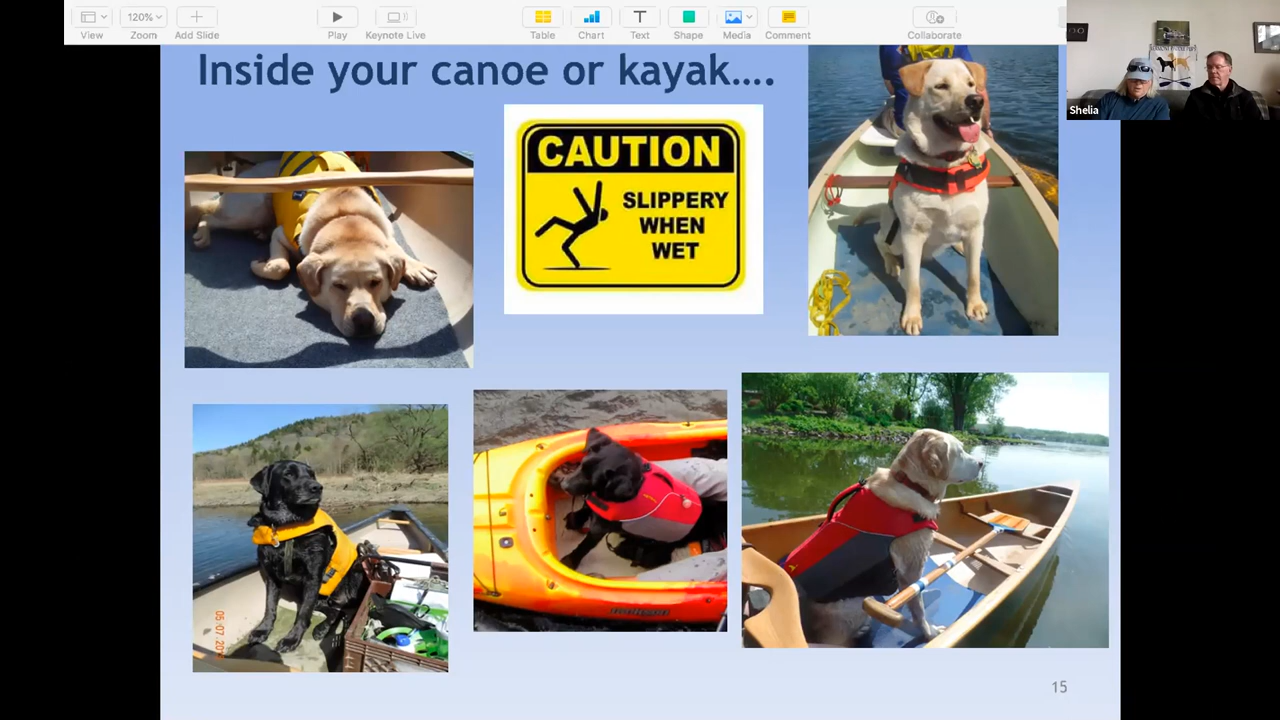 View
120%
Zoom
Add Slide
Play
Keynote Live
Table
Chart
Text
Shape
Media
Comment
Collaborate
Shelia
Inside your canoe or kayak....
CAUTION
SLIPPERY
WHEN
WET
15